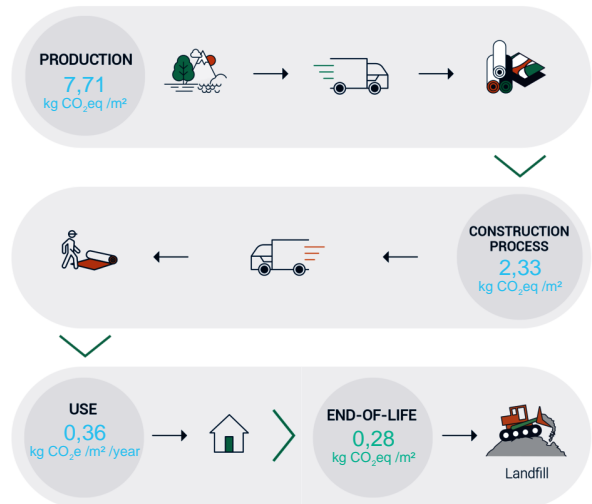 PRODUCTION
7,71
kg CO₂eq /m²
CONSTRUCTION
PROCESS
2,33
kg CO₂eq /m²
USE
0,36
kg CO₂e /m² /year
END-OF-LIFE
0,28
kg CO₂eq /m²
Landfill